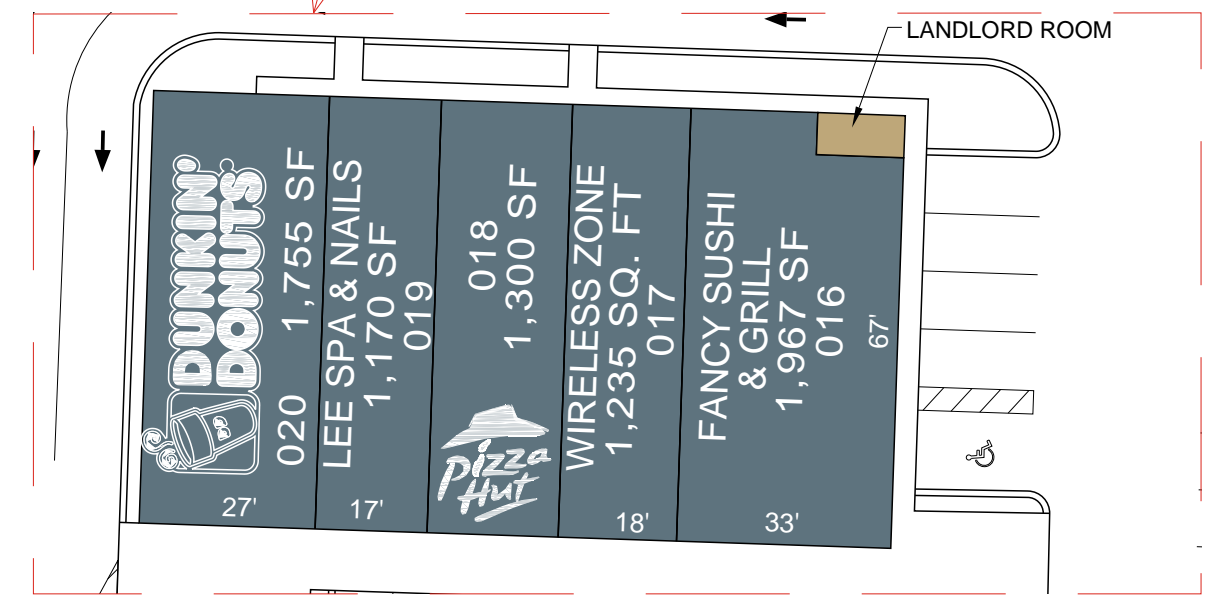 LANDLORD ROOM
DUNKIN'
DONUTS
DD
020 1,755 SF
27'
LEE SPA & NAILS
1,170 SF
019
17'
018
1,300 SF
Pizza
Hut
WIRELESS ZONE
1,235 SQ. FT
017
18'
FANCY SUSHI
& GRILL
1,967 SF
016
67'
33'